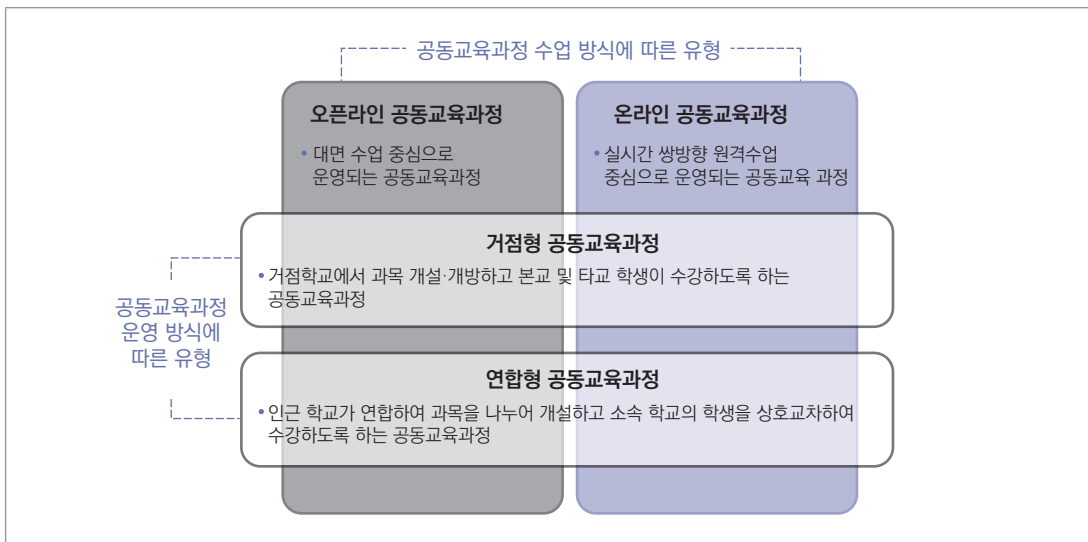 공동교육과정 수업 방식에 따른 유형
오프라인 공동교육과정
• 대면 수업 중심으로
운영되는 공동교육과정
온라인 공동교육과정
• 실시간 쌍방향 원격수업
중심으로 운영되는 공동교육 과정
공동교육과정
운영 방식에
따른 유형
거점형 공동교육과정
• 거점학교에서 과목 개설·개방하고 본교 및 타교 학생이 수강하도록 하는
공동교육과정
연합형 공동교육과정
• 인근 학교가 연합하여 과목을 나누어 개설하고 소속 학교의 학생을 상호교차하여
수강하도록 하는 공동교육과정